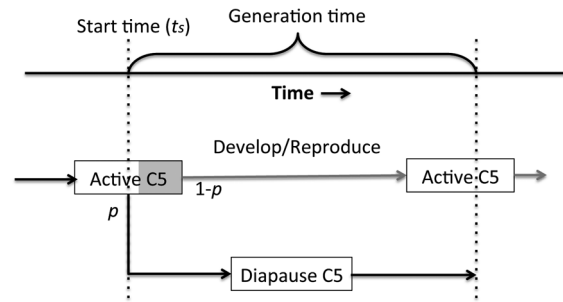 Generation time
Start time (ts)
Time
Develop/Reproduce
Active C5
Active C5
1-p
p
Diapause C5